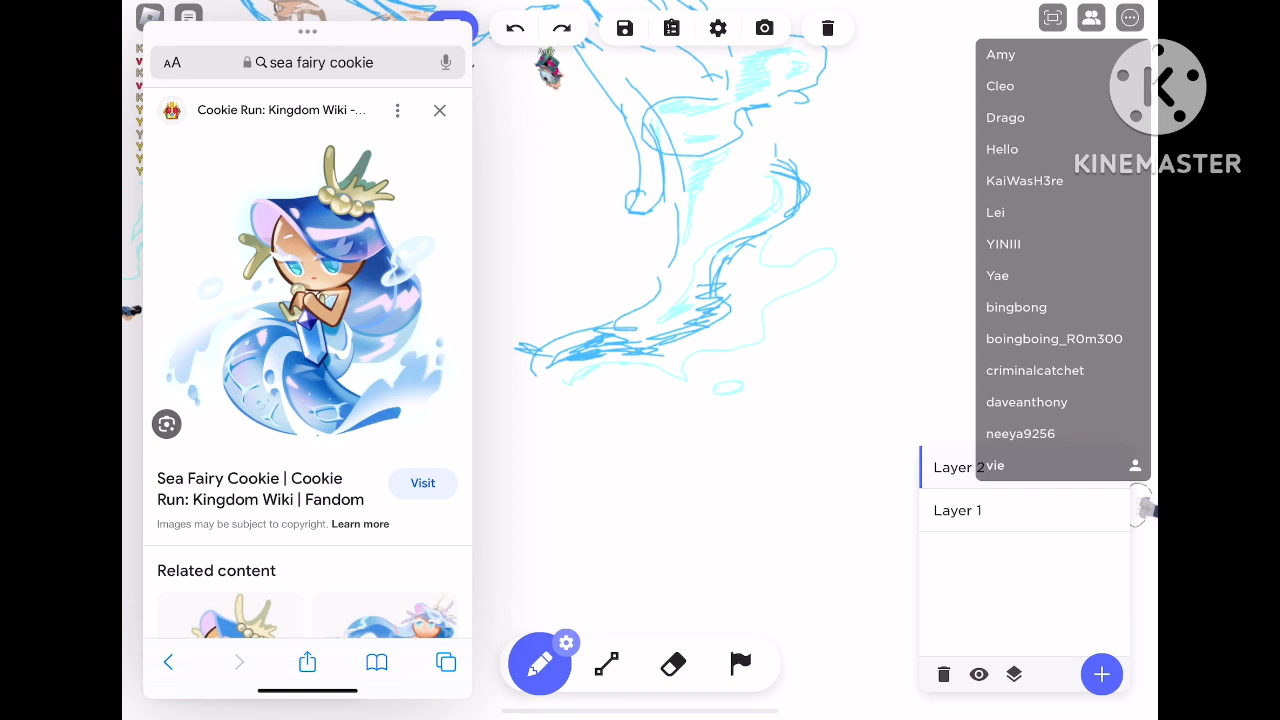 AA
sea fairy cookie
Cookie Run: Kingdom Wiki -...
Sea Fairy Cookie | Cookie
Run: Kingdom Wiki | Fandom
Visit
Images may be subject to copyright. Learn more
Related content
Amy
Cleo
Drago
Hello
KaiWasH3re
Lei
YINIII
Yae
bingbong
boingboing_R0m300
criminalcatchet
daveanthony
neeya9256
vie
Layer 2
Layer 1
KINEMASTER